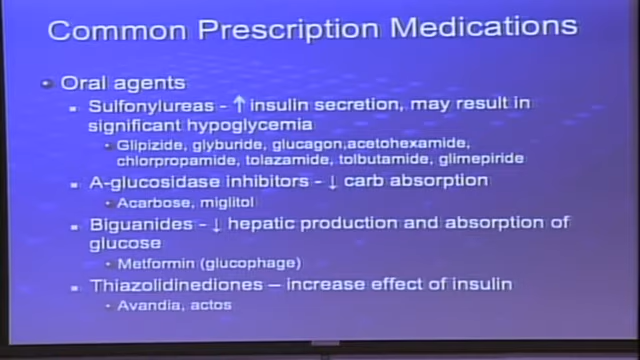 Common Prescription Medications
Oral agents
Sulfonylureas - ↑ insulin secretion, may result in
significant hypoglycemia
Glipizide, glyburide, glucagon,acetohexamide,
chlorpropamide, tolazamide, tolbutamide, glimepiride
A-glucosidase inhibitors - ↓ carb absorption
Acarbose, miglitol
Biguanides - ↓ hepatic production and absorption of
glucose
Metformin (glucophage)
Thiazolidinediones – increase effect of insulin
Avandia, actos